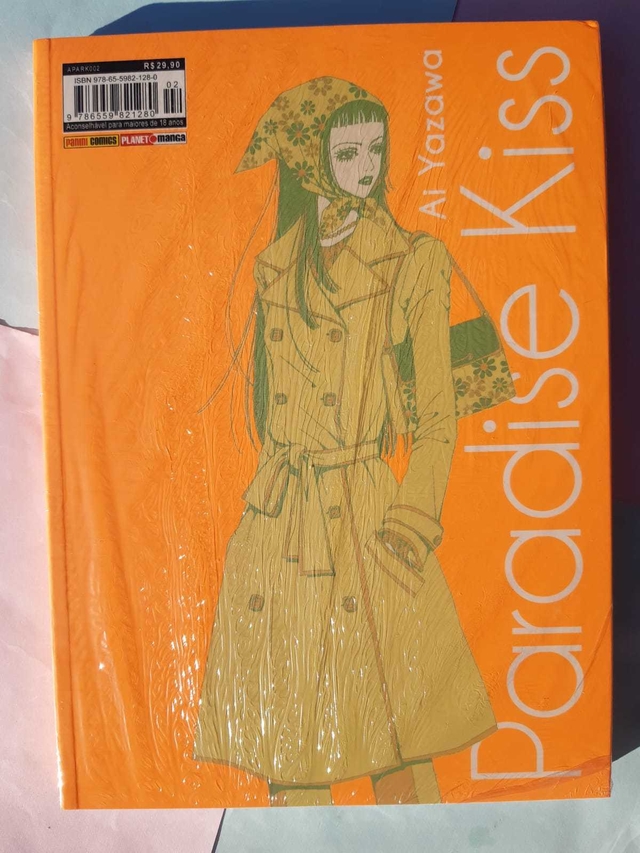 APARK002 R$29,90
ISBN 978-65-5982-128-0
02
9 786559 821280
Aconselhável para maiores de 18 anos
PANINI COMICS PLANET manga
Ai Yazawa
Paradise Kiss